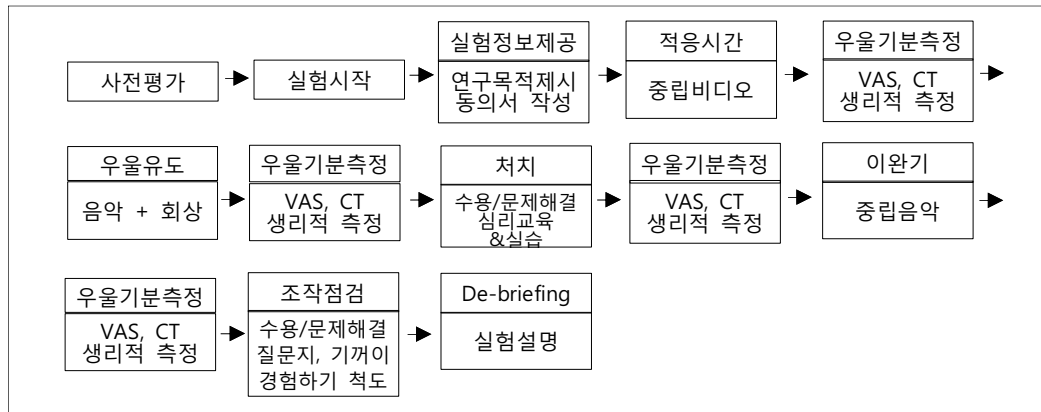 사전평가
실험시작
실험정보제공
연구목적제시
동의서 작성
적응시간
중립비디오
우울기분측정
VAS, CT
생리적 측정
우울유도
음악 + 회상
우울기분측정
VAS, CT
생리적 측정
처치
수용/문제해결
심리교육
&실습
우울기분측정
VAS, CT
생리적 측정
이완기
중립음악
우울기분측정
VAS, CT
생리적 측정
조작점검
수용/문제해결
질문지, 기꺼이
경험하기 척도
De-briefing
실험설명